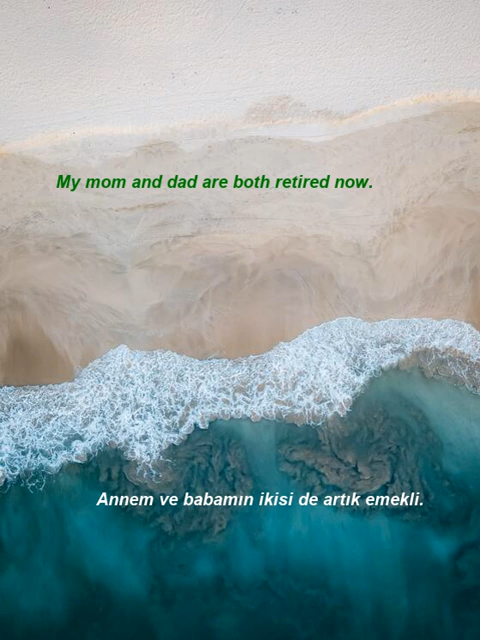 My mom and dad are both retired now.
Annem ve babamın ikisi de artık emekli.